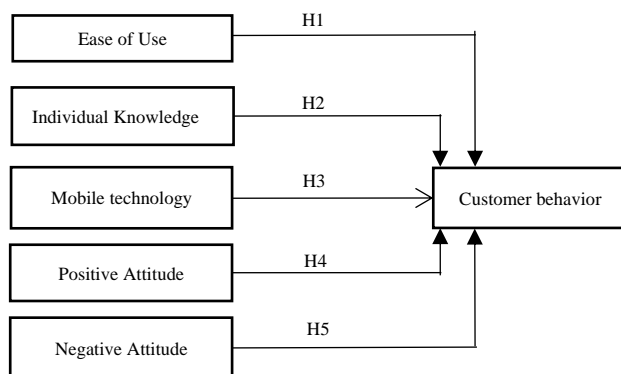 H1
Ease of Use
H2
Individual Knowledge
H3
Mobile technology
Customer behavior
H4
Positive Attitude
H5
Negative Attitude